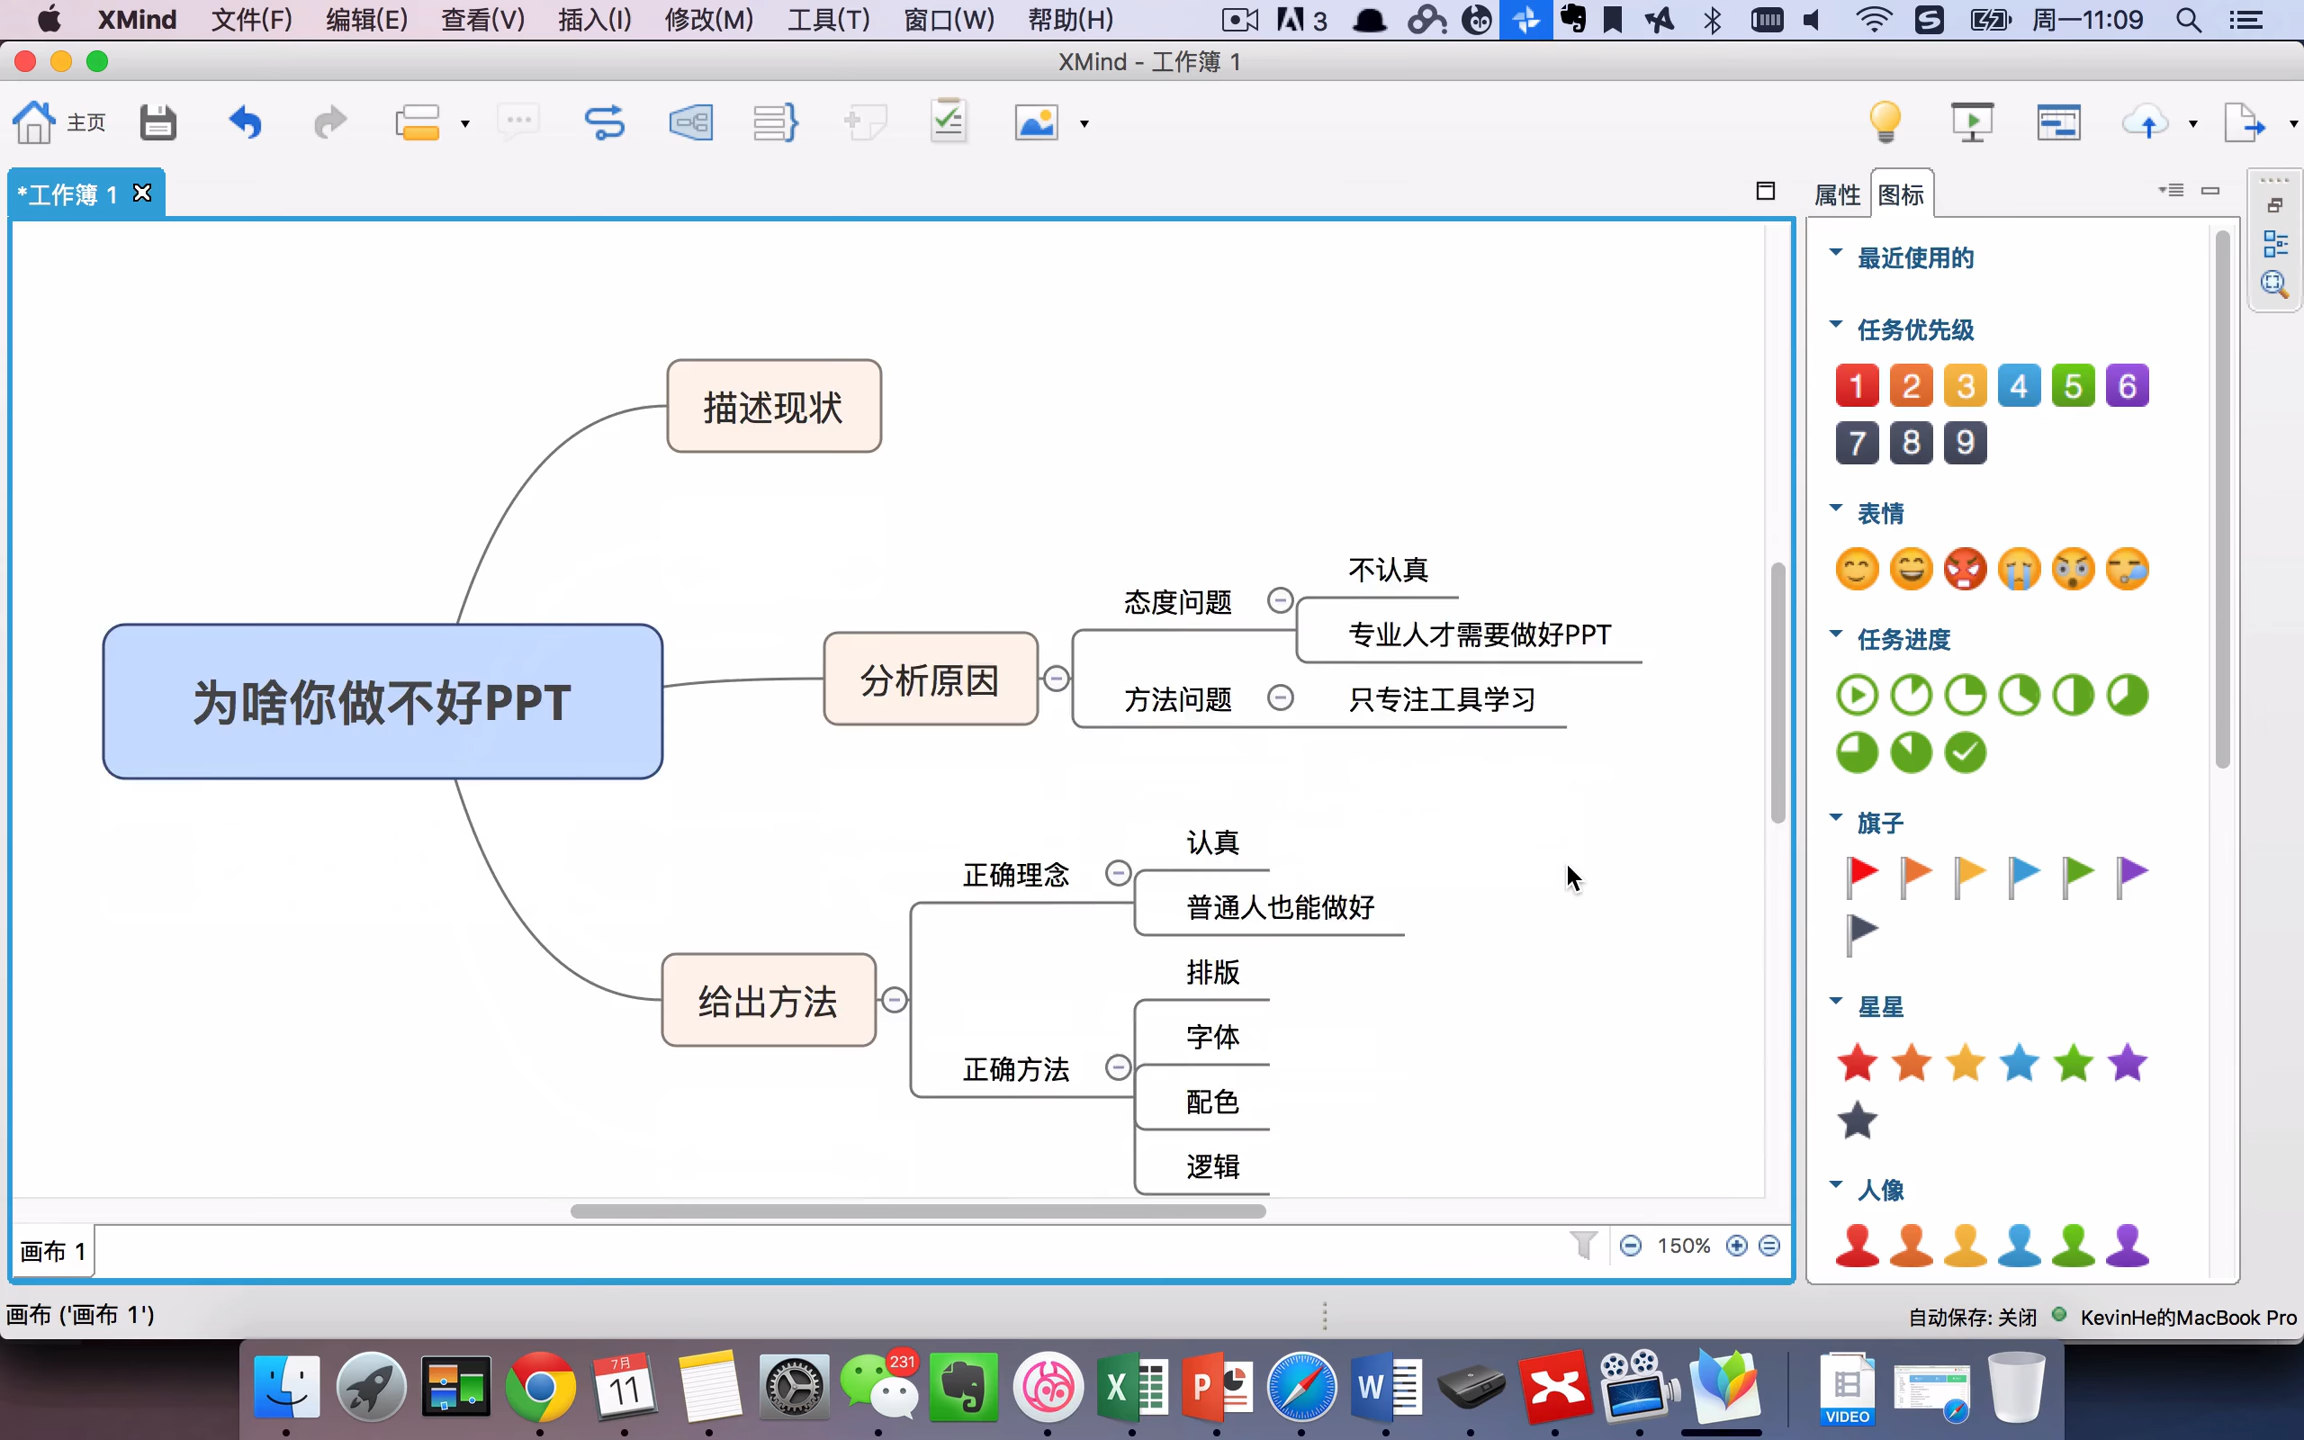 XMind 文件(F) 编辑(E) 查看(V) 插入(I) 修改(M) 工具(T) 窗口(W) 帮助(H) 3 周一11:09
XMind - 工作簿 1
主页
*工作簿 1
属性 图标
最近使用的
任务优先级
1 2 3 4 5 6
7 8 9
表情
任务进度
旗子
星星
人像
描述现状
为啥你做不好PPT
分析原因
态度问题
不认真
专业人才需要做好PPT
方法问题
只专注工具学习
给出方法
正确理念
认真
普通人也能做好
正确方法
排版
字体
配色
逻辑
画布 1
150%
画布 ('画布 1')
自动保存: 关闭 KevinHe的MacBook Pro
7月
11
231
VIDEO